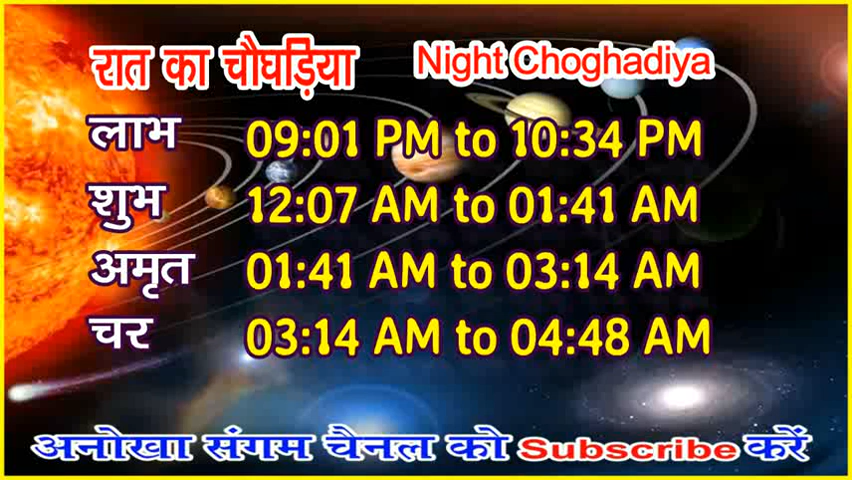 रात का चौघड़िया Night Choghadiya
लाभ 09:01 PM to 10:34 PM
शुभ 12:07 AM to 01:41 AM
अमृत 01:41 AM to 03:14 AM
चर 03:14 AM to 04:48 AM
अनोखा संगम चैनल को Subscribe करें